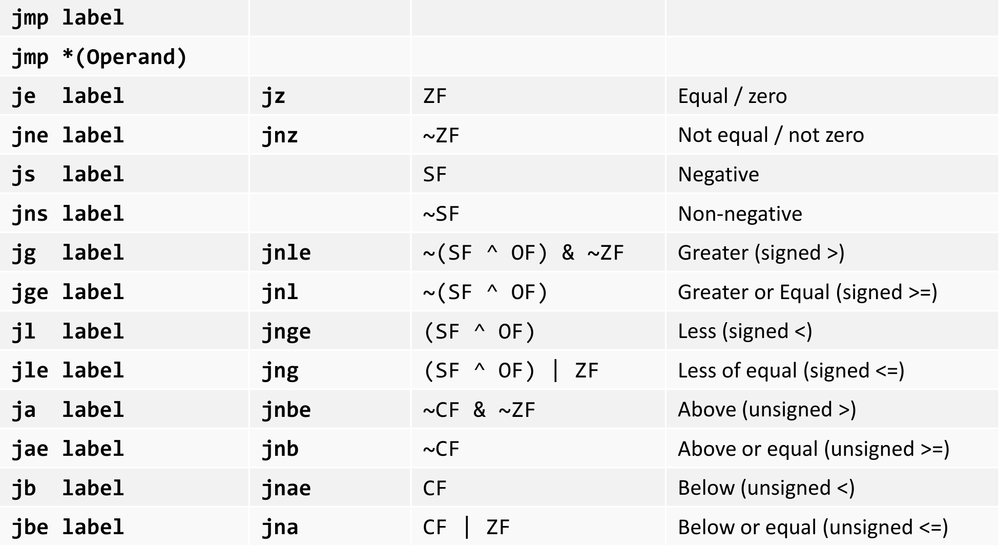 jmp label
jmp *(Operand)
je label jz ZF Equal / zero
jne label jnz ~ZF Not equal / not zero
js label SF Negative
jns label ~SF Non-negative
jg label jnle ~(SF ^ OF) & ~ZF Greater (signed >)
jge label jnl ~(SF ^ OF) Greater or Equal (signed >=)
jl label jnge (SF ^ OF) Less (signed <)
jle label jng (SF ^ OF) | ZF Less of equal (signed <=)
ja label jnbe ~CF & ~ZF Above (unsigned >)
jae label jnb ~CF Above or equal (unsigned >=)
jb label jnae CF Below (unsigned <)
jbe label jna CF | ZF Below or equal (unsigned <=)